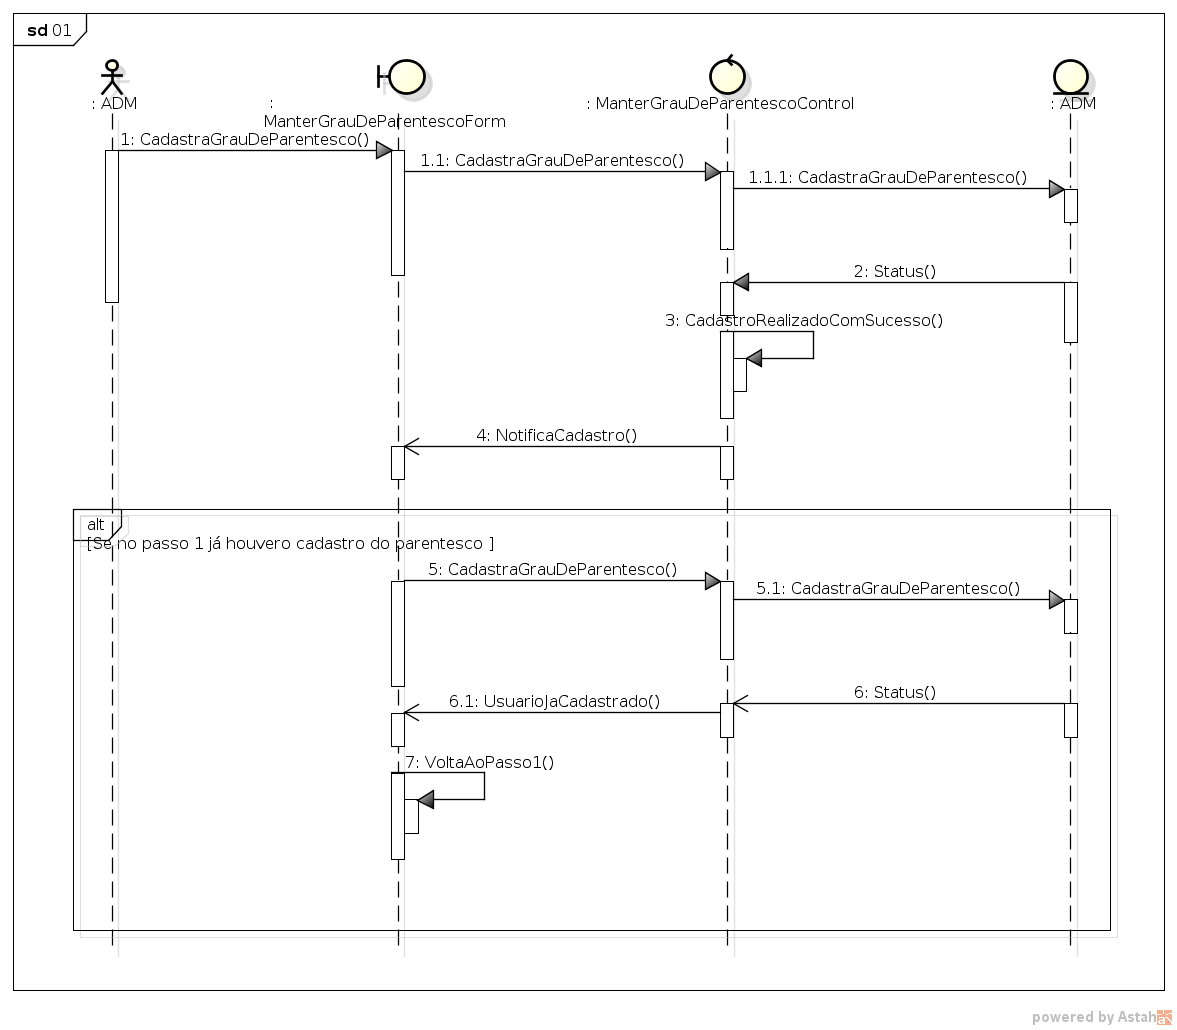 sd 01
: ADM
:
ManterGrauDeParentescoForm
: ManterGrauDeParentescoControl
: ADM
1: CadastraGrauDeParentesco()
1.1: CadastraGrauDeParentesco()
1.1.1: CadastraGrauDeParentesco()
2: Status()
3: CadastroRealizadoComSucesso()
4: NotificaCadastro()
alt
[Se no passo 1 já houvero cadastro do parentesco ]
5: CadastraGrauDeParentesco()
5.1: CadastraGrauDeParentesco()
6: Status()
6.1: UsuarioJaCadastrado()
7: VoltaAoPasso1()
powered by Astah